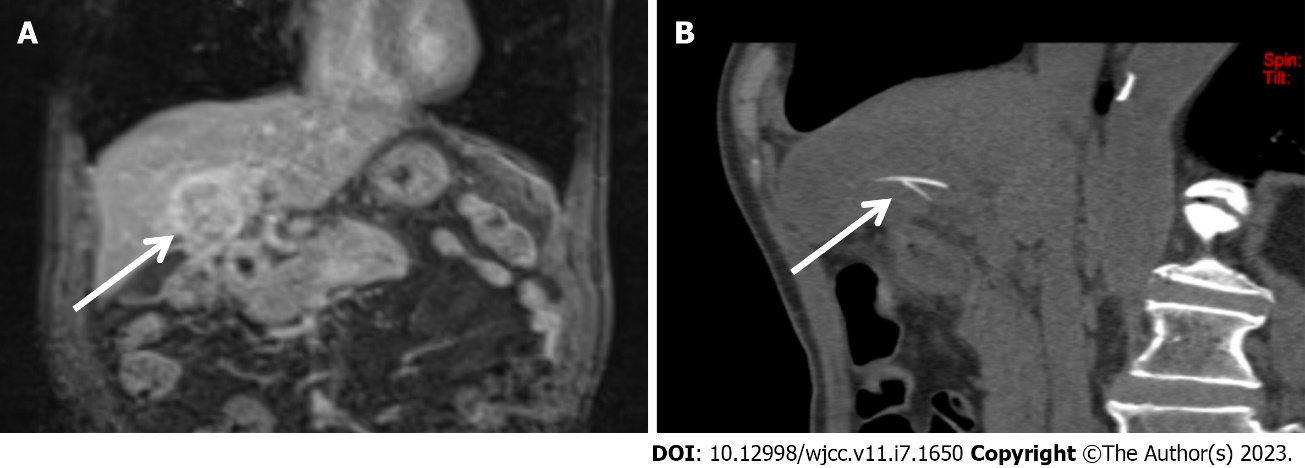 A
B
Spin:
Tilt:
DOI: 10.12998/wjcc.v11.i7.1650 Copyright ©The Author(s) 2023.